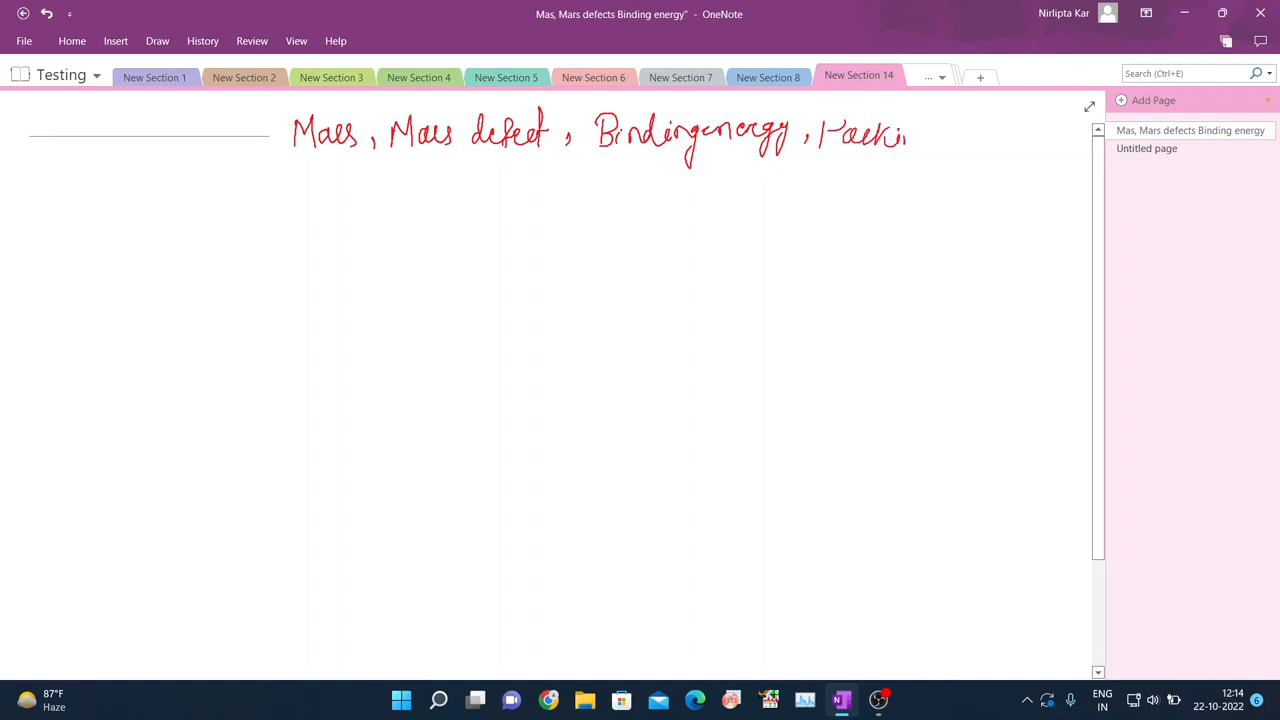 Mas, Mars defects Binding energy" - OneNote
Nirlipta Kar
File Home Insert Draw History Review View Help
Testing
New Section 1 New Section 2 New Section 3 New Section 4 New Section 5 New Section 6 New Section 7 New Section 8 New Section 14 ...
Search (Ctrl+E)
Add Page
Mass, Mass defect, Bindingenergy, Packi
Mas, Mars defects Binding energy
Untitled page
87°F
Haze
ENG
IN
12:14
22-10-2022
6